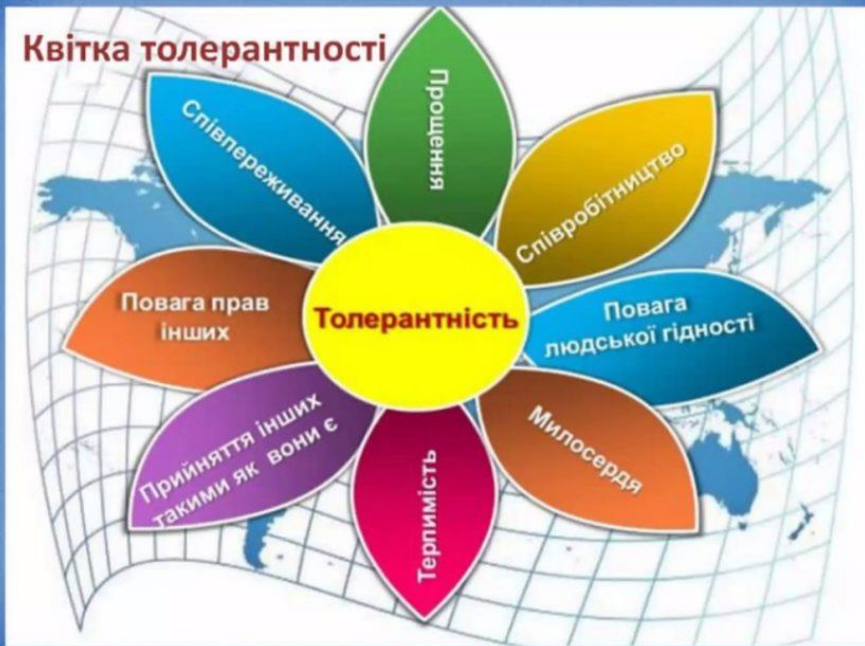 Квітка толерантності
Прощення
Співробітництво
Повага
людської гідності
Милосердя
Терпимість
Прийняття інших
такими як вони є
Повага прав
інших
Співпереживання
Толерантність